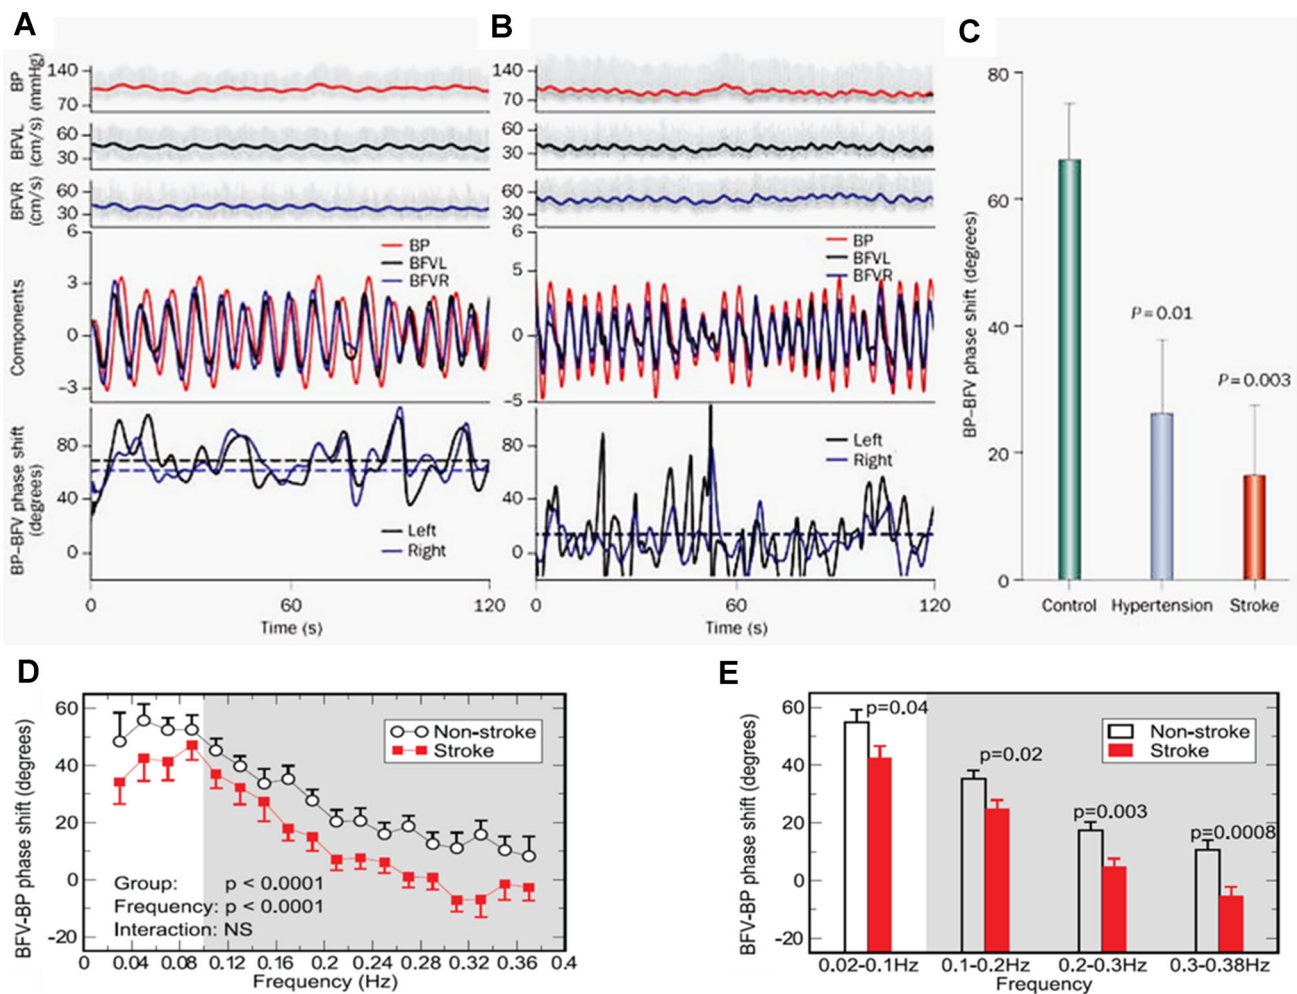 A
BP
(mmHg)
140
70
BFVL
(cm/s)
60
30
BFVR
(cm/s)
60
30
Components
6
3
0
−3
BP
BFVL
BFVR
BP–BFV phase shift
(degrees)
80
40
0
Left
Right
0
60
120
Time (s)
B
140
70
60
30
60
30
6
5
0
−5
BP
BFVL
BFVR
80
40
0
Left
Right
0
60
120
Time (s)
C
BP–BFV phase shift (degrees)
80
60
40
20
0
P=0.01
P=0.003
Control
Hypertension
Stroke
D
BFV-BP phase shift (degrees)
60
40
20
0
-20
Non-stroke
Stroke
Group: p < 0.0001
Frequency: p < 0.0001
Interaction: NS
0 0.04 0.08 0.12 0.16 0.2 0.24 0.28 0.32 0.36 0.4
Frequency (Hz)
E
BFV-BP phase shift (degrees)
60
40
20
0
-20
p=0.04
p=0.02
p=0.003
p=0.0008
Non-stroke
Stroke
0.02-0.1Hz 0.1-0.2Hz 0.2-0.3Hz 0.3-0.38Hz
Frequency